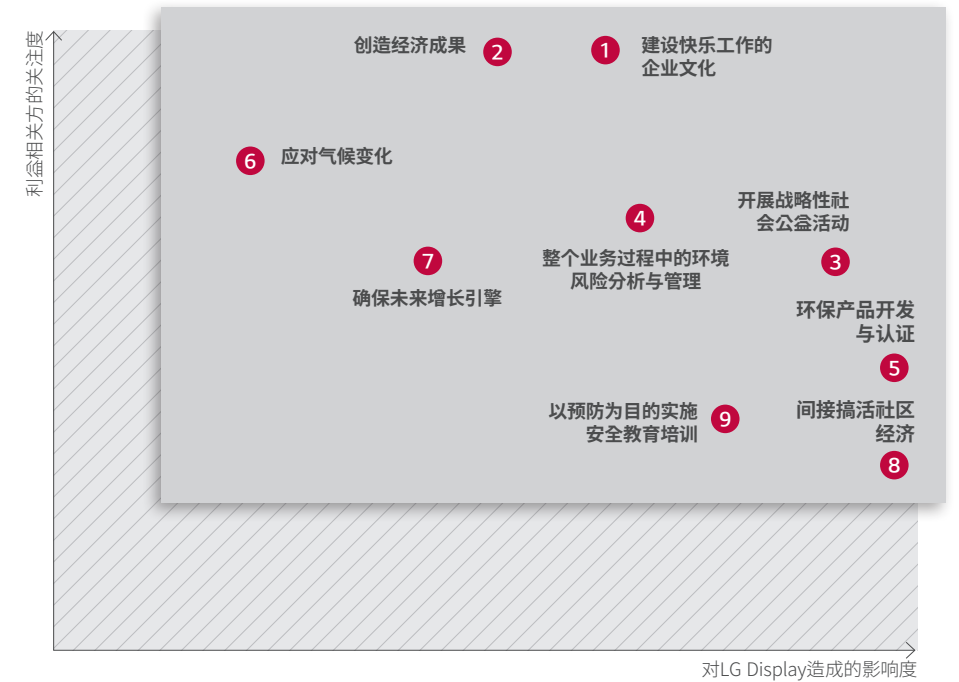 利益相关方的关注度
创造经济成果
2
1
建设快乐工作的
企业文化
6
应对气候变化
4
整个业务过程中的环境
风险分析与管理
开展战略性社
会公益活动
3
7
确保未来增长引擎
环保产品开发
与认证
5
以预防为目的实施
安全教育培训
9
间接搞活社区
经济
8
对LG Display造成的影响度